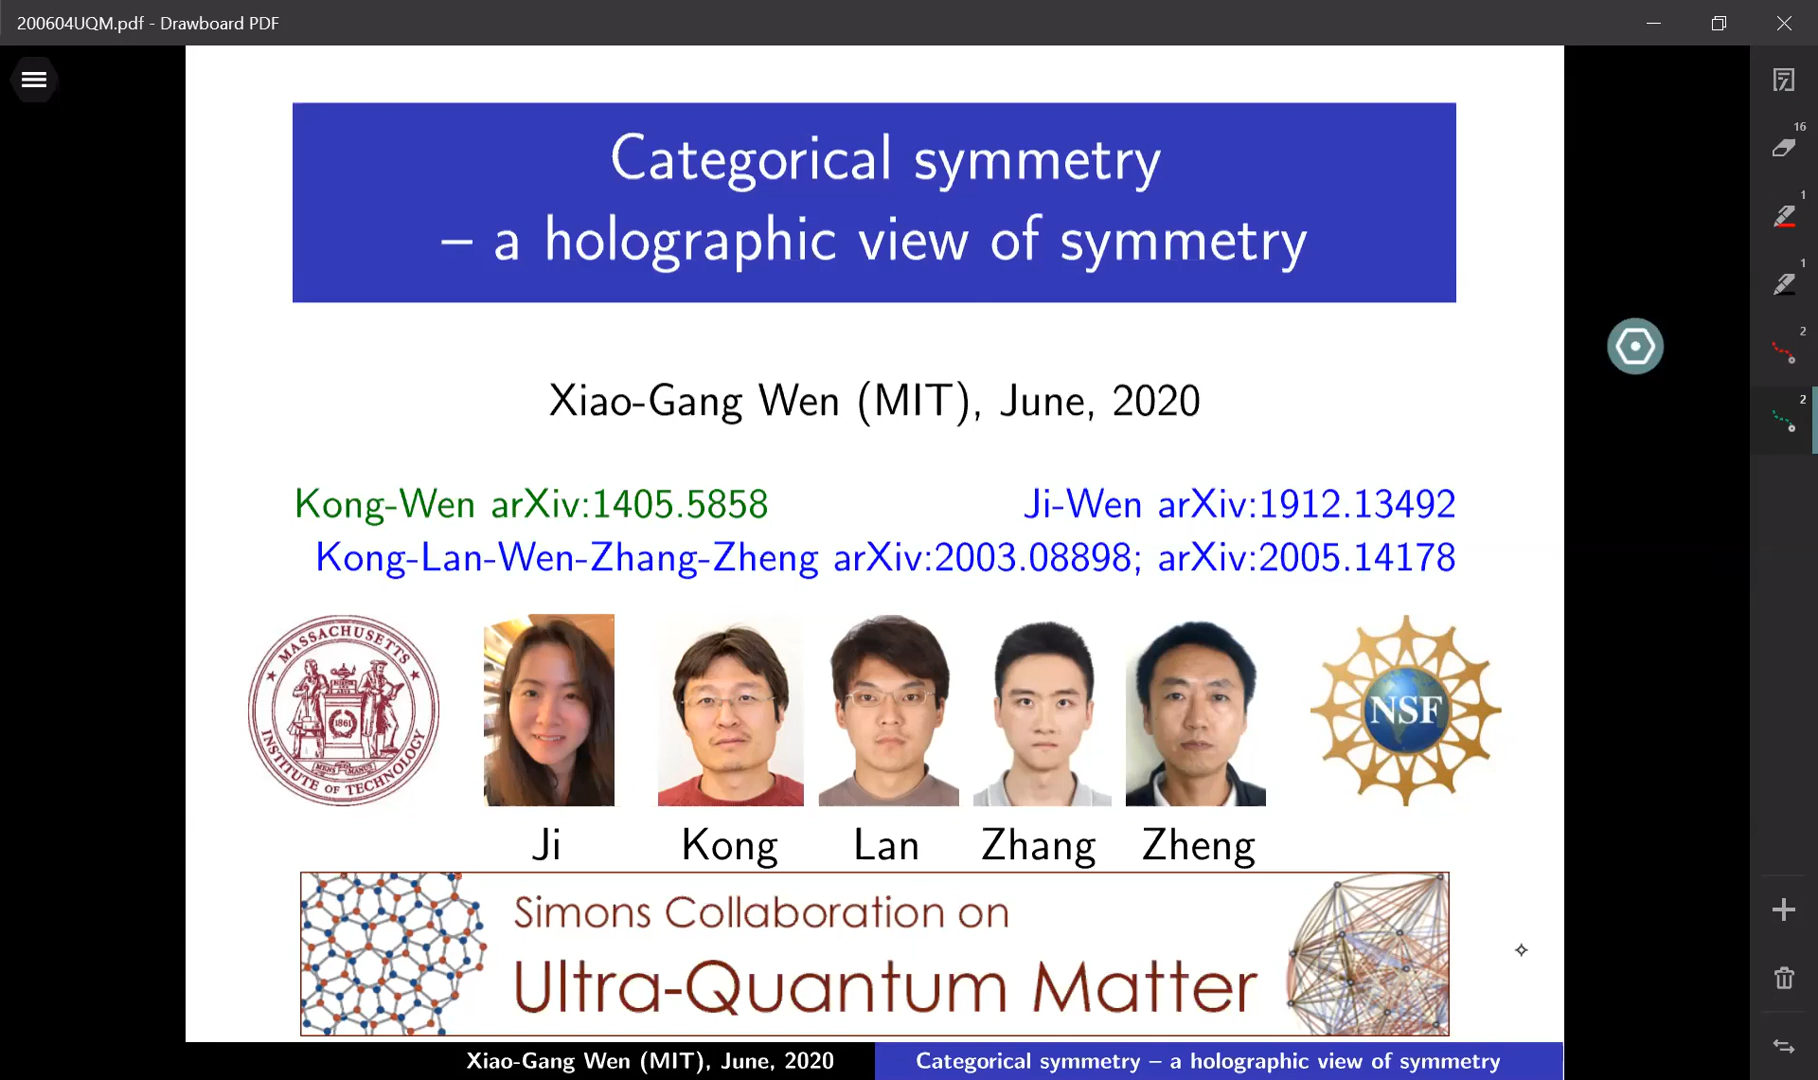 200604UQM.pdf - Drawboard PDF
Categorical symmetry
– a holographic view of symmetry
Xiao-Gang Wen (MIT), June, 2020
Kong-Wen arXiv:1405.5858
Ji-Wen arXiv:1912.13492
Kong-Lan-Wen-Zhang-Zheng arXiv:2003.08898; arXiv:2005.14178
MASSACHUSETTS
INSTITUTE OF TECHNOLOGY
1861
MENS MANUS
NSF
Ji
Kong
Lan
Zhang
Zheng
Simons Collaboration on
Ultra-Quantum Matter
Xiao-Gang Wen (MIT), June, 2020
Categorical symmetry – a holographic view of symmetry
16
1
1
2
2